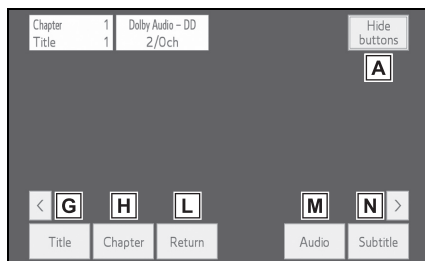 Chapter 1
Title 1
Dolby Audio – DD
2/0ch
Hide
buttons
A
< G H L M N >
Title Chapter Return Audio Subtitle